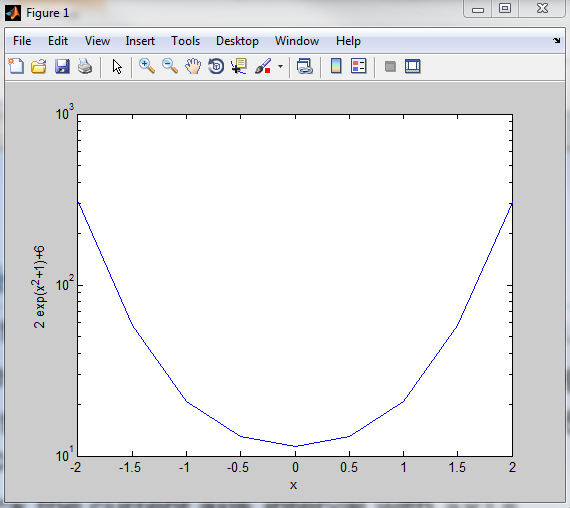 Figure 1
File Edit View Insert Tools Desktop Window Help
10³
10²
10¹
2 exp(x²+1)+6
-2 -1.5 -1 -0.5 0 0.5 1 1.5 2
x